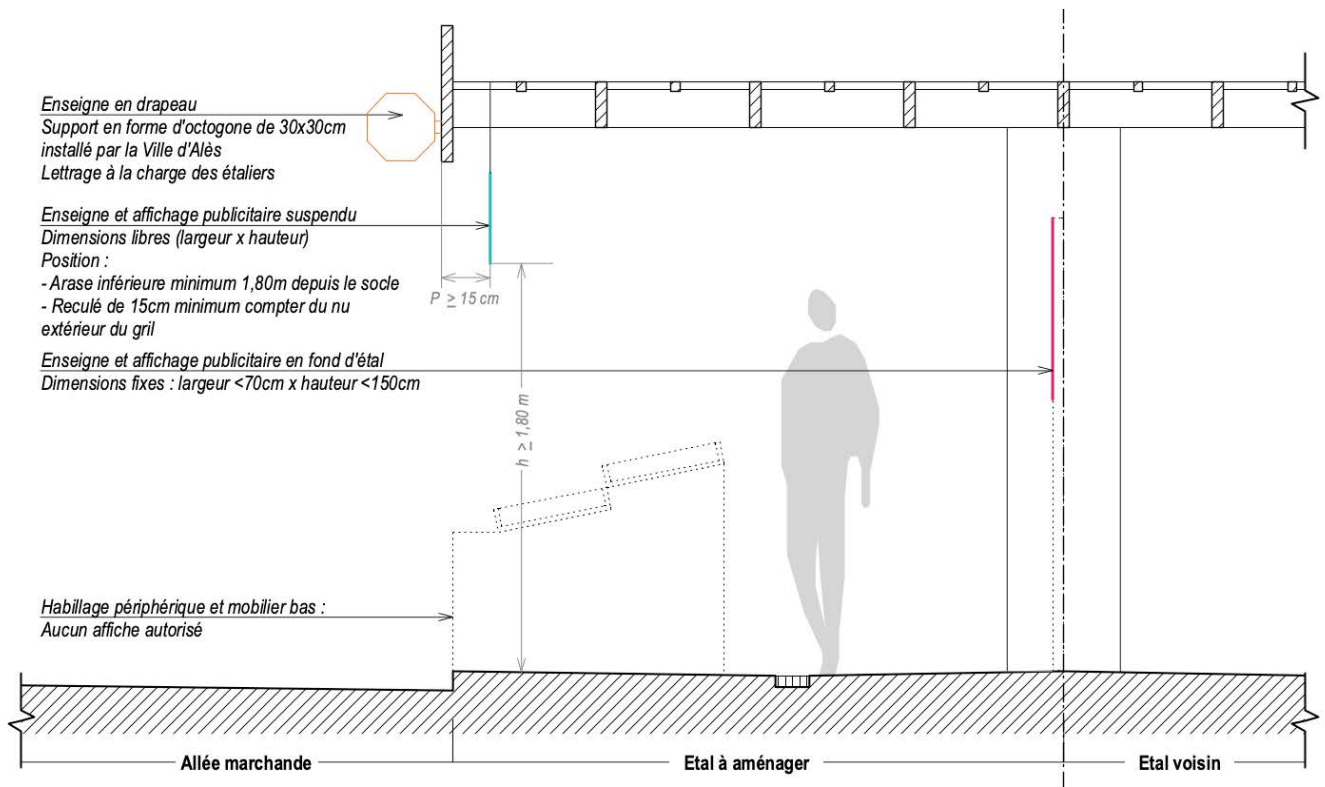 Enseigne en drapeau
Support en forme d'octogone de 30x30cm
installé par la Ville d'Alès
Lettrage à la charge des étaliers
Enseigne et affichage publicitaire suspendu
Dimensions libres (largeur x hauteur)
Position :
- Arase inférieure minimum 1,80m depuis le socle
- Reculé de 15cm minimum compter du nu
extérieur du gril
P ≥ 15 cm
Enseigne et affichage publicitaire en fond d'étal
Dimensions fixes : largeur <70cm x hauteur <150cm
h ≥ 1,80 m
Habillage périphérique et mobilier bas :
Aucun affiche autorisé
Allée marchande
Etal à aménager
Etal voisin